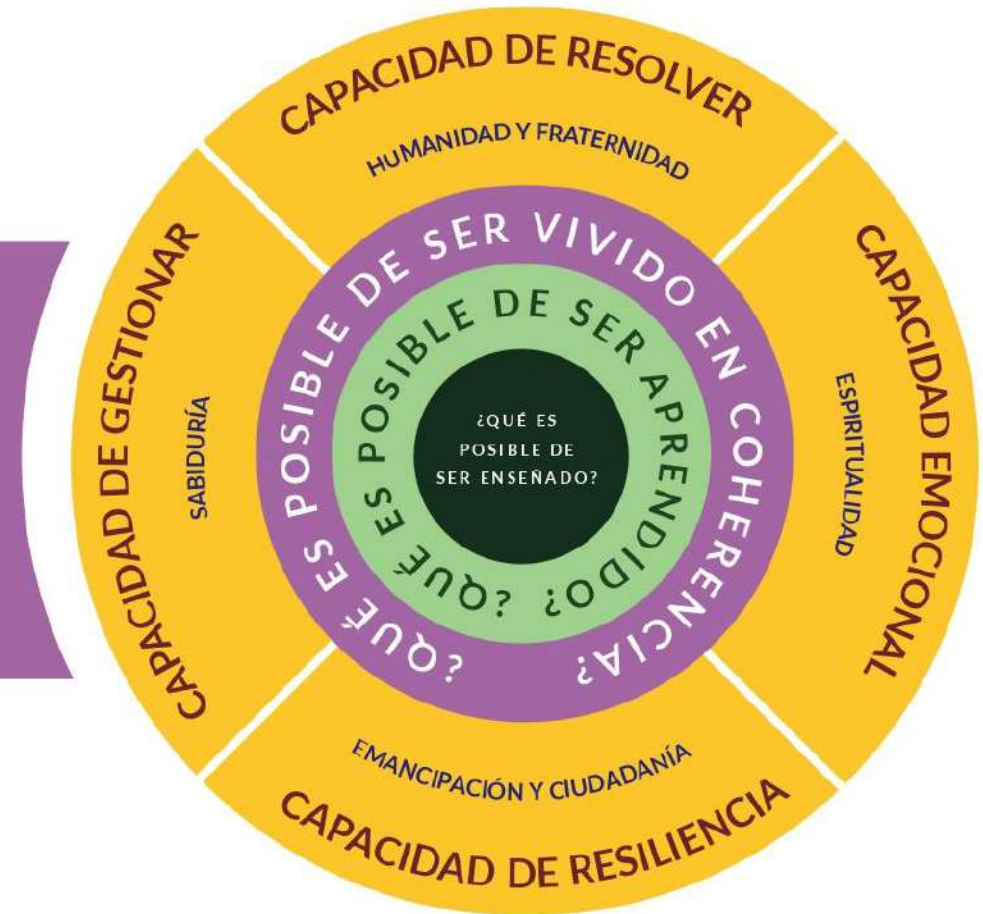 CAPACIDAD DE RESOLVER
HUMANIDAD Y FRATERNIDAD
CAPACIDAD EMOCIONAL
ESPIRITUALIDAD
CAPACIDAD DE RESILIENCIA
EMANCIPACIÓN Y CIUDADANÍA
CAPACIDAD DE GESTIONAR
SABIDURÍA
¿QUÉ ES POSIBLE DE SER VIVIDO EN COHERENCIA?
¿QUÉ ES POSIBLE DE SER APRENDIDO?
¿QUÉ ES
POSIBLE DE
SER ENSEÑADO?